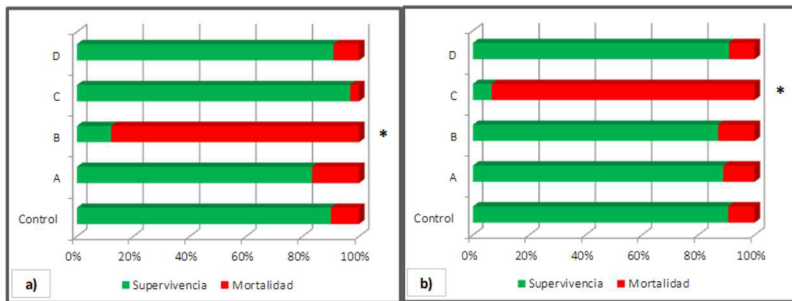 D
C
B
*
A
Control
0% 20% 40% 60% 80% 100%
a)
Supervivencia Mortalidad
D
C
*
B
A
Control
0% 20% 40% 60% 80% 100%
b)
Supervivencia Mortalidad